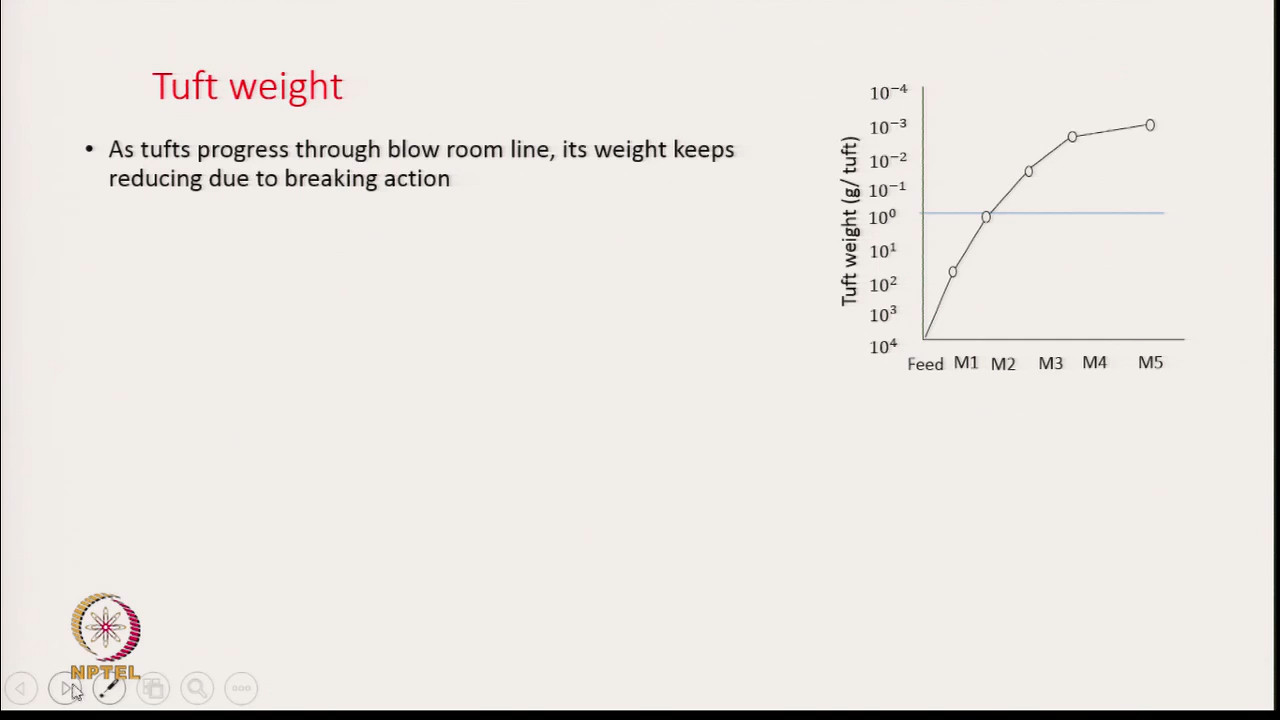 Tuft weight
• As tufts progress through blow room line, its weight keeps
reducing due to breaking action
Tuft weight (g/ tuft)
10⁻⁴
10⁻³
10⁻²
10⁻¹
10⁰
10¹
10²
10³
10⁴
Feed M1 M2 M3 M4 M5
NPTEL